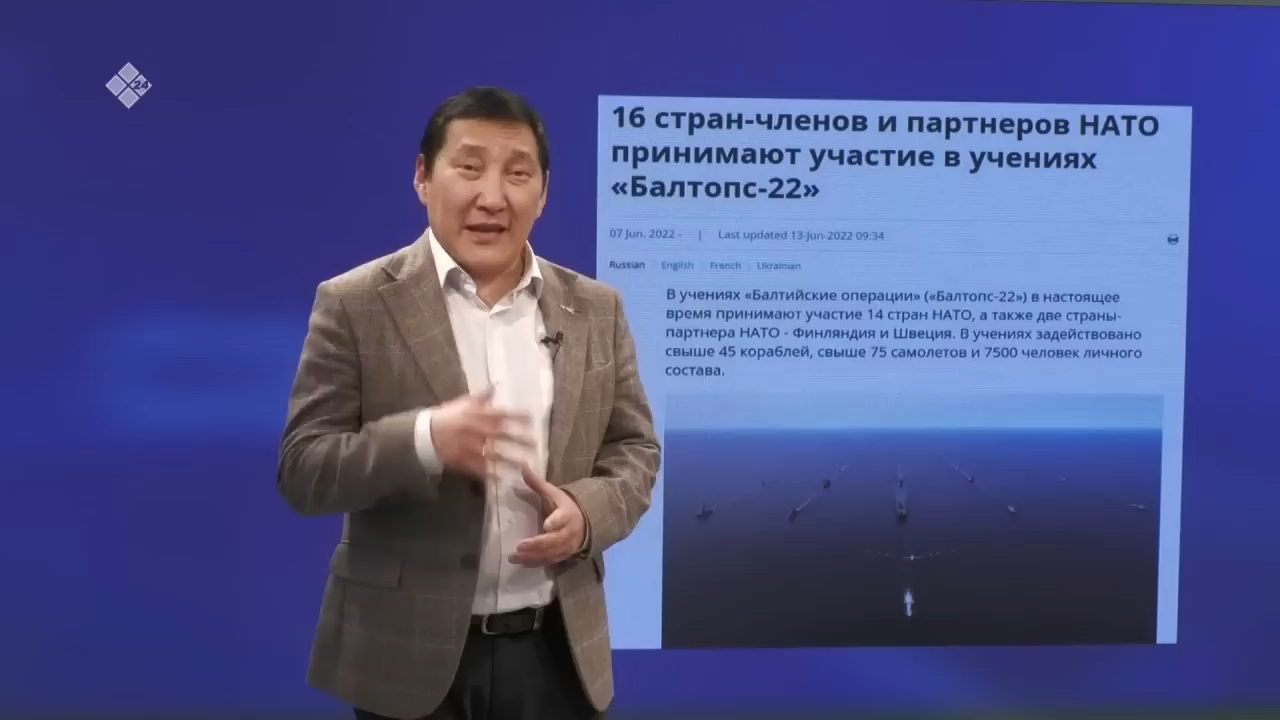 24
16 стран-членов и партнеров НАТО
принимают участие в учениях
«Балтопс-22»
07 Jun. 2022 - | Last updated 13-Jun-2022 09:34
Russian English French Ukrainian
В учениях «Балтийские операции» («Балтопс-22») в настоящее
время принимают участие 14 стран НАТО, а также две страны-
партнера НАТО - Финляндия и Швеция. В учениях задействовано
свыше 45 кораблей, свыше 75 самолетов и 7500 человек личного
состава.